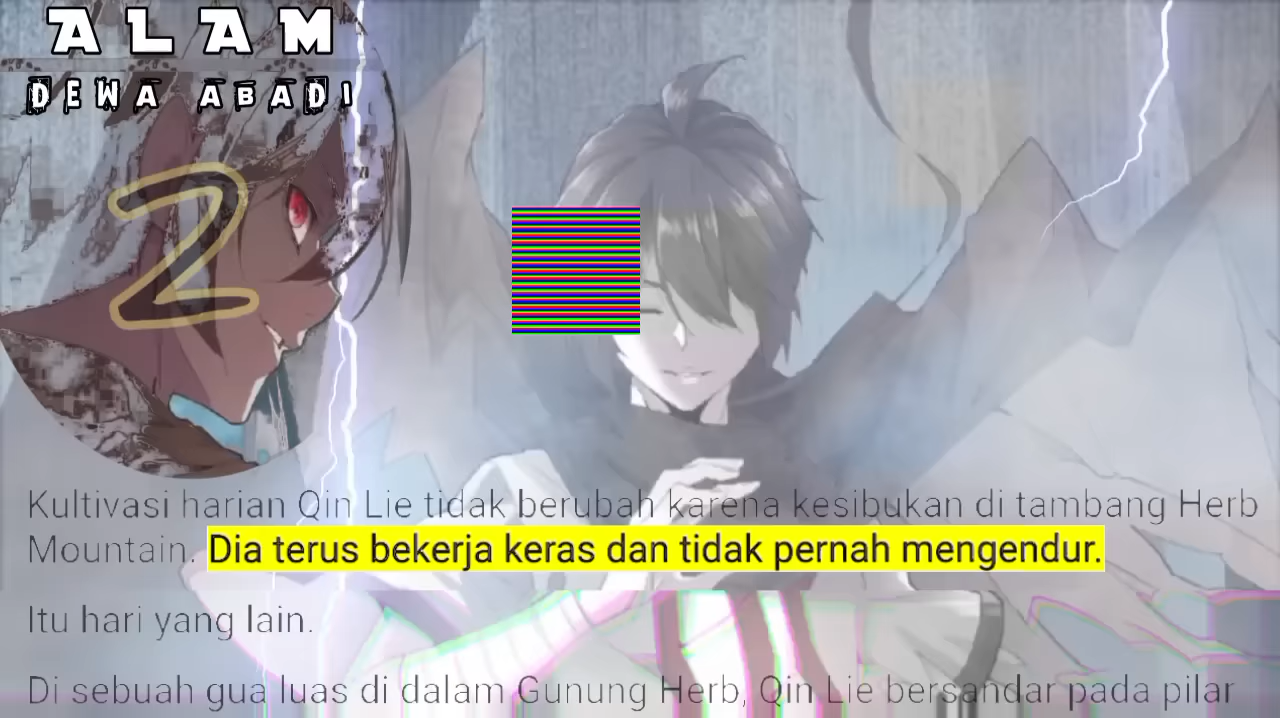 ALAM
DEWA ABADI
2
Kultivasi harian Qin Lie tidak berubah karena kesibukan di tambang Herb
Mountain. Dia terus bekerja keras dan tidak pernah mengendur.
Itu hari yang lain.
Di sebuah gua luas di dalam Gunung Herb, Qin Lie bersandar pada pilar